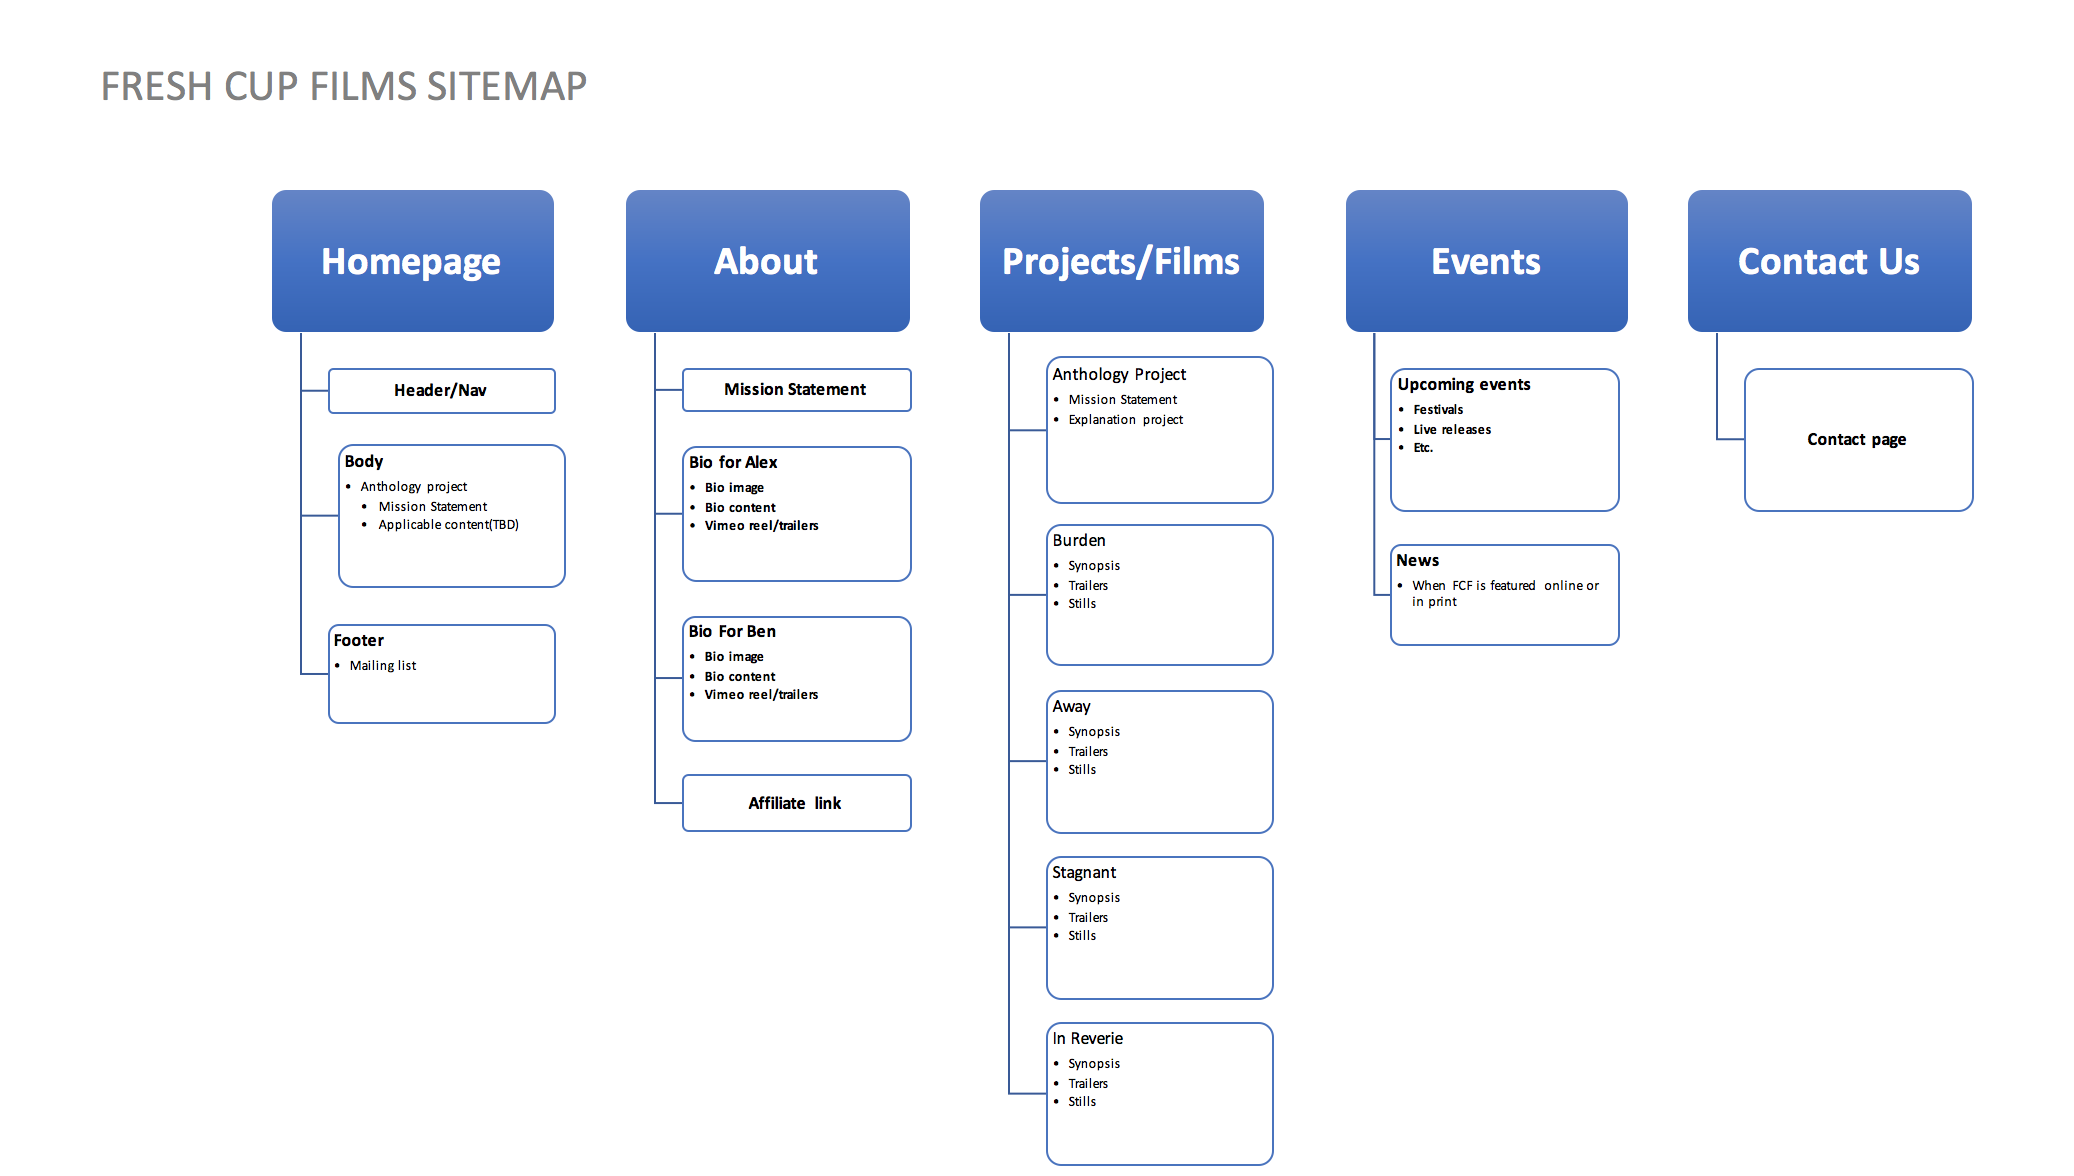 FRESH CUP FILMS SITEMAP
Homepage
Header/Nav
Body
• Anthology project
• Mission Statement
• Applicable content(TBD)
Footer
• Mailing list
About
Mission Statement
Bio for Alex
• Bio image
• Bio content
• Vimeo reel/trailers
Bio For Ben
• Bio image
• Bio content
• Vimeo reel/trailers
Affiliate link
Projects/Films
Anthology Project
• Mission Statement
• Explanation project
Burden
• Synopsis
• Trailers
• Stills
Away
• Synopsis
• Trailers
• Stills
Stagnant
• Synopsis
• Trailers
• Stills
In Reverie
• Synopsis
• Trailers
• Stills
Events
Upcoming events
• Festivals
• Live releases
• Etc.
News
• When FCF is featured online or
in print
Contact Us
Contact page